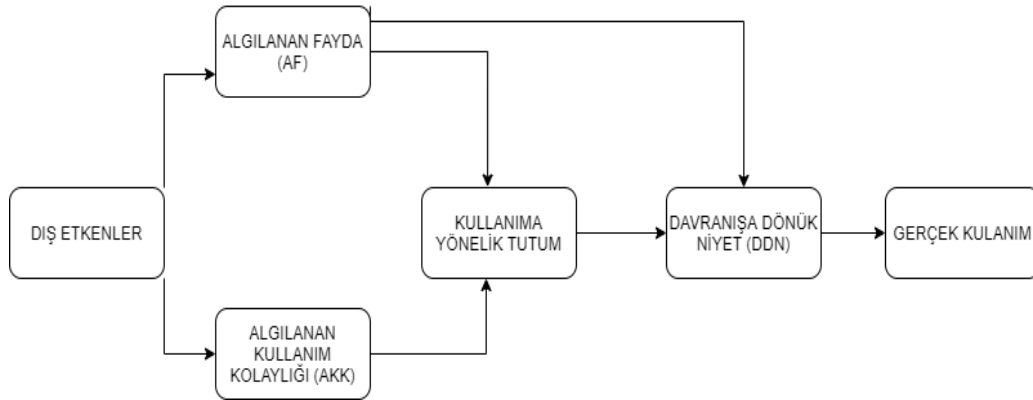 ALGILANAN FAYDA
(AF)
DIŞ ETKENLER
KULLANIMA
YÖNELİK TUTUM
DAVRANIŞA DÖNÜK
NİYET (DDN)
GERÇEK KULANIM
ALGILANAN
KULLANIM
KOLAYLIĞI (AKK)